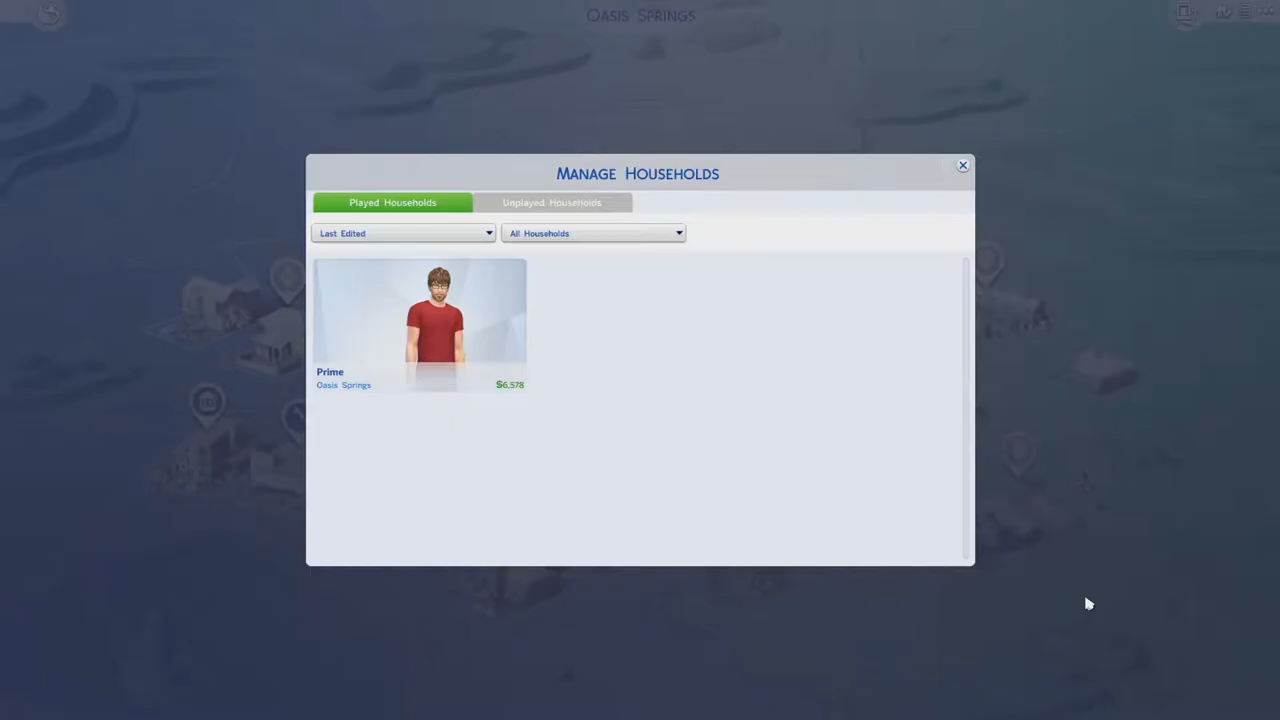 Oasis Springs
Manage Households
Played Households
Unplayed Households
Last Edited
All Households
Prime
Oasis Springs
§6,578